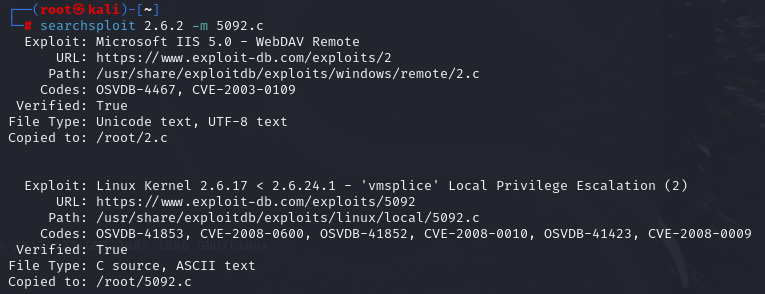 ┌──(root㉿kali)-[~]
└─# searchsploit 2.6.2 -m 5092.c
Exploit: Microsoft IIS 5.0 - WebDAV Remote
URL: https://www.exploit-db.com/exploits/2
Path: /usr/share/exploitdb/exploits/windows/remote/2.c
Codes: OSVDB-4467, CVE-2003-0109
Verified: True
File Type: Unicode text, UTF-8 text
Copied to: /root/2.c
Exploit: Linux Kernel 2.6.17 < 2.6.24.1 - 'vmsplice' Local Privilege Escalation (2)
URL: https://www.exploit-db.com/exploits/5092
Path: /usr/share/exploitdb/exploits/linux/local/5092.c
Codes: OSVDB-41853, CVE-2008-0600, OSVDB-41852, CVE-2008-0010, OSVDB-41423, CVE-2008-0009
Verified: True
File Type: C source, ASCII text
Copied to: /root/5092.c